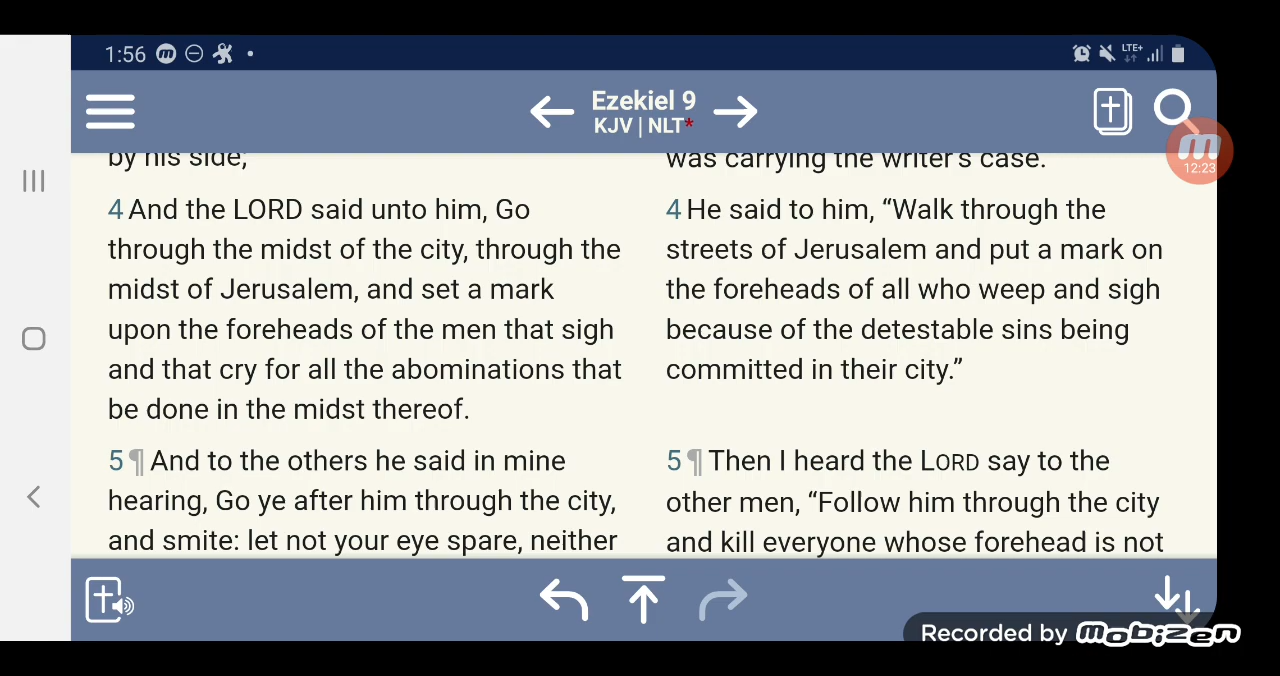 1:56
LTE+
Ezekiel 9
KJV | NLT*
12:23
by his side;
4 And the LORD said unto him, Go
through the midst of the city, through the
midst of Jerusalem, and set a mark
upon the foreheads of the men that sigh
and that cry for all the abominations that
be done in the midst thereof.
5 ¶ And to the others he said in mine
hearing, Go ye after him through the city,
and smite: let not your eye spare, neither
was carrying the writer’s case.
4 He said to him, “Walk through the
streets of Jerusalem and put a mark on
the foreheads of all who weep and sigh
because of the detestable sins being
committed in their city.”
5 ¶ Then I heard the LORD say to the
other men, “Follow him through the city
and kill everyone whose forehead is not
Recorded by mobizen